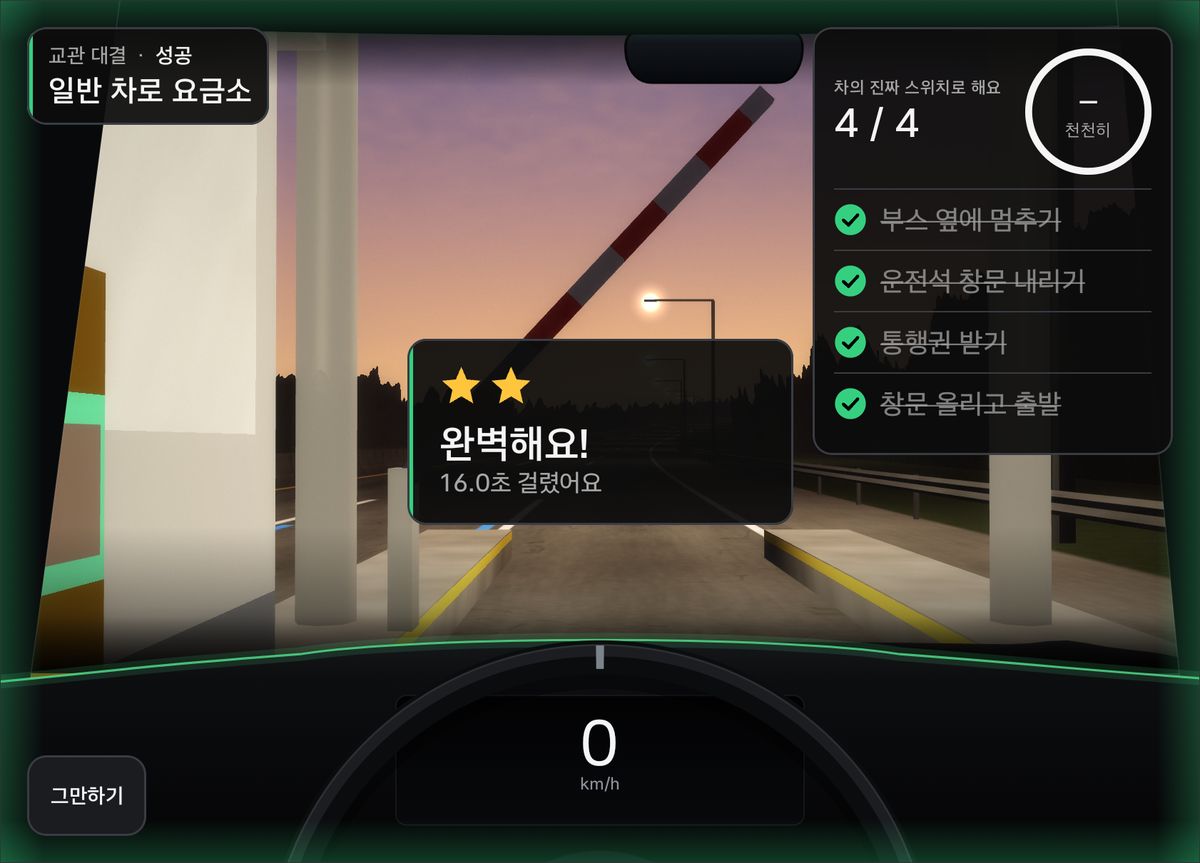 교관 대결 · 성공
일반 차로 요금소
차의 진짜 스위치로 해요
4 / 4
–
천천히
부스 옆에 멈추기
운전석 창문 내리기
통행권 받기
창문 올리고 출발
완벽해요!
16.0초 걸렸어요
0
km/h
그만하기